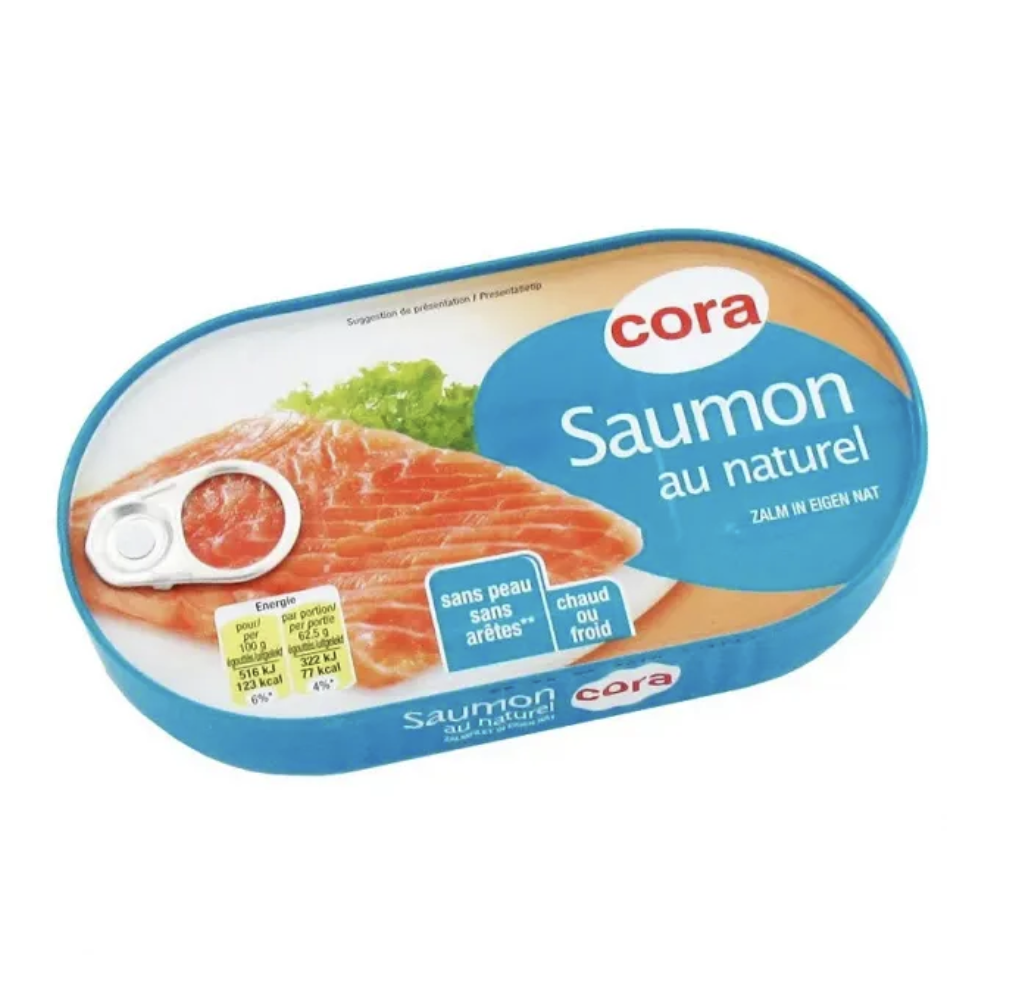 Suggestion de présentation / Presentatietip
cora
Saumon
au naturel
ZALM IN EIGEN NAT
sans peau
sans
arêtes**
chaud
ou
froid
Energie
pour/
per
100 g
516 kJ
123 kcal
6%*
par portion/
per portie
62,5 g
322 kJ
77 kcal
4%*
Saumon
au naturel
cora